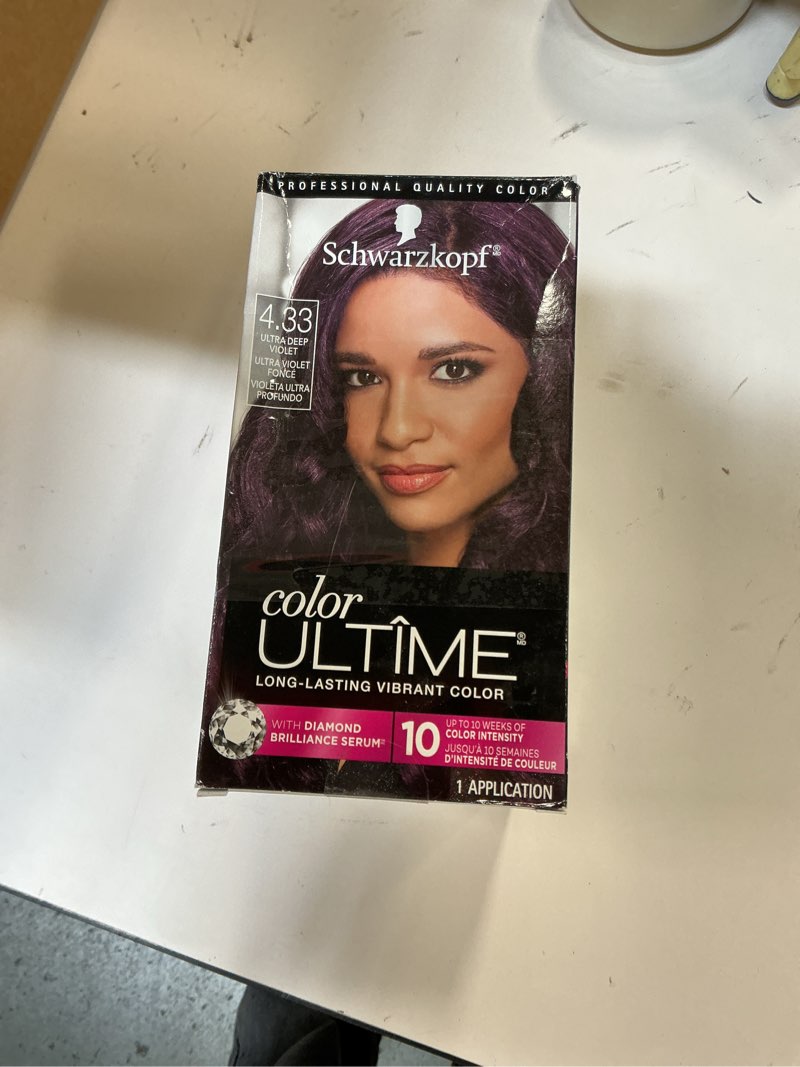 PROFESSIONAL QUALITY COLOR
Schwarzkopf®
MD
4.33
ULTRA DEEP
VIOLET
ULTRA VIOLET
FONCÉ
VIOLETA ULTRA
PROFUNDO
color
ULTÎME®
MD
LONG-LASTING VIBRANT COLOR
WITH DIAMOND
BRILLIANCE SERUM
10
UP TO 10 WEEKS OF
COLOR INTENSITY
JUSQU'À 10 SEMAINES
D'INTENSITÉ DE COULEUR
1 APPLICATION